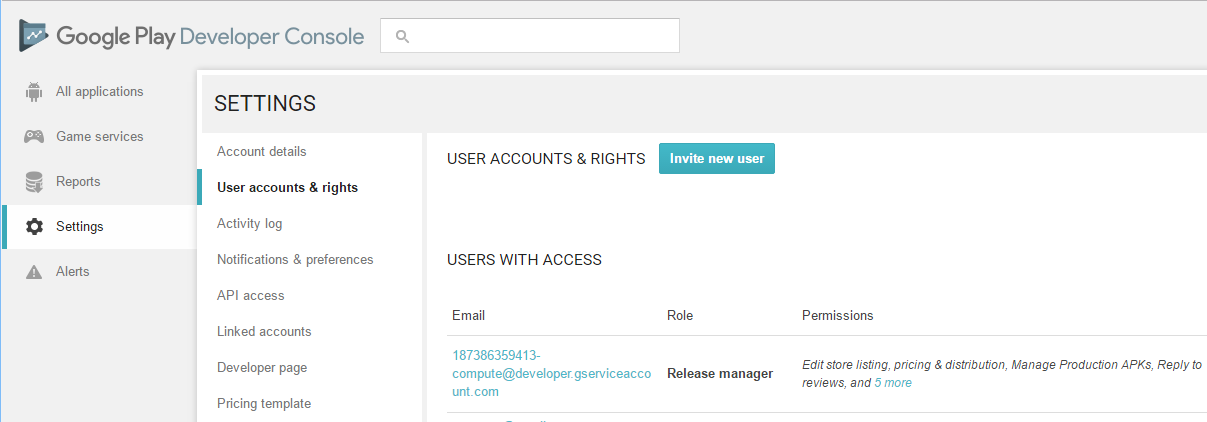 Google Play Developer Console
All applications
Game services
Reports
Settings
Alerts
SETTINGS
Account details
User accounts & rights
Activity log
Notifications & preferences
API access
Linked accounts
Developer page
Pricing template
USER ACCOUNTS & RIGHTS
Invite new user
USERS WITH ACCESS
Email
Role
Permissions
187386359413-
compute@developer.gserviceacco
unt.com
Release manager
Edit store listing, pricing & distribution, Manage Production APKs, Reply to
reviews, and 5 more